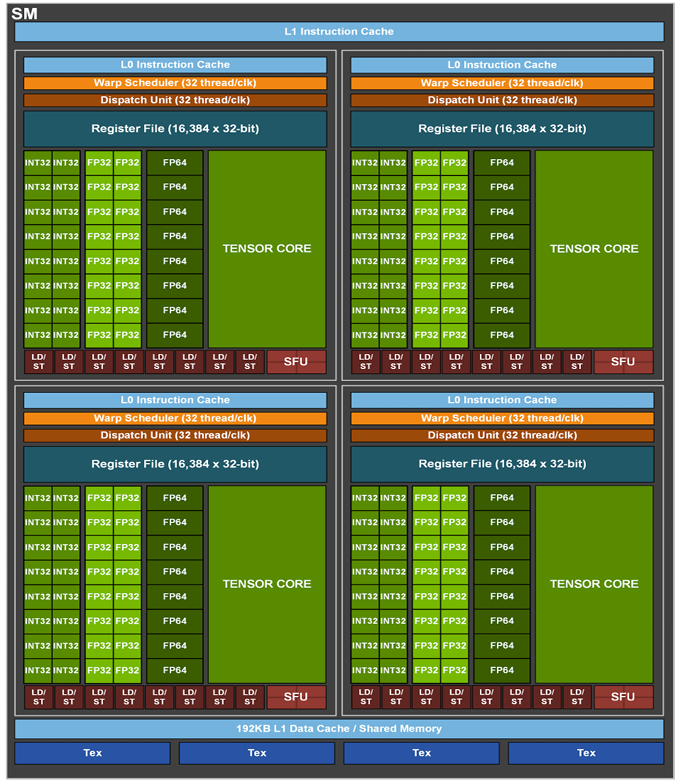 SM
L1 Instruction Cache
L0 Instruction Cache
Warp Scheduler (32 thread/clk)
Dispatch Unit (32 thread/clk)
Register File (16,384 x 32-bit)
INT32 INT32 FP32 FP32 FP64
INT32 INT32 FP32 FP32 FP64
INT32 INT32 FP32 FP32 FP64
INT32 INT32 FP32 FP32 FP64
TENSOR CORE
INT32 INT32 FP32 FP32 FP64
INT32 INT32 FP32 FP32 FP64
INT32 INT32 FP32 FP32 FP64
INT32 INT32 FP32 FP32 FP64
LD/ LD/ LD/ LD/ LD/ LD/ LD/ LD/
ST ST ST ST ST ST ST ST
SFU
L0 Instruction Cache
Warp Scheduler (32 thread/clk)
Dispatch Unit (32 thread/clk)
Register File (16,384 x 32-bit)
INT32 INT32 FP32 FP32 FP64
INT32 INT32 FP32 FP32 FP64
INT32 INT32 FP32 FP32 FP64
INT32 INT32 FP32 FP32 FP64
TENSOR CORE
INT32 INT32 FP32 FP32 FP64
INT32 INT32 FP32 FP32 FP64
INT32 INT32 FP32 FP32 FP64
INT32 INT32 FP32 FP32 FP64
LD/ LD/ LD/ LD/ LD/ LD/ LD/ LD/
ST ST ST ST ST ST ST ST
SFU
L0 Instruction Cache
Warp Scheduler (32 thread/clk)
Dispatch Unit (32 thread/clk)
Register File (16,384 x 32-bit)
INT32 INT32 FP32 FP32 FP64
INT32 INT32 FP32 FP32 FP64
INT32 INT32 FP32 FP32 FP64
INT32 INT32 FP32 FP32 FP64
TENSOR CORE
INT32 INT32 FP32 FP32 FP64
INT32 INT32 FP32 FP32 FP64
INT32 INT32 FP32 FP32 FP64
INT32 INT32 FP32 FP32 FP64
LD/ LD/ LD/ LD/ LD/ LD/ LD/ LD/
ST ST ST ST ST ST ST ST
SFU
L0 Instruction Cache
Warp Scheduler (32 thread/clk)
Dispatch Unit (32 thread/clk)
Register File (16,384 x 32-bit)
INT32 INT32 FP32 FP32 FP64
INT32 INT32 FP32 FP32 FP64
INT32 INT32 FP32 FP32 FP64
INT32 INT32 FP32 FP32 FP64
TENSOR CORE
INT32 INT32 FP32 FP32 FP64
INT32 INT32 FP32 FP32 FP64
INT32 INT32 FP32 FP32 FP64
INT32 INT32 FP32 FP32 FP64
LD/ LD/ LD/ LD/ LD/ LD/ LD/ LD/
ST ST ST ST ST ST ST ST
SFU
192KB L1 Data Cache / Shared Memory
Tex Tex Tex Tex